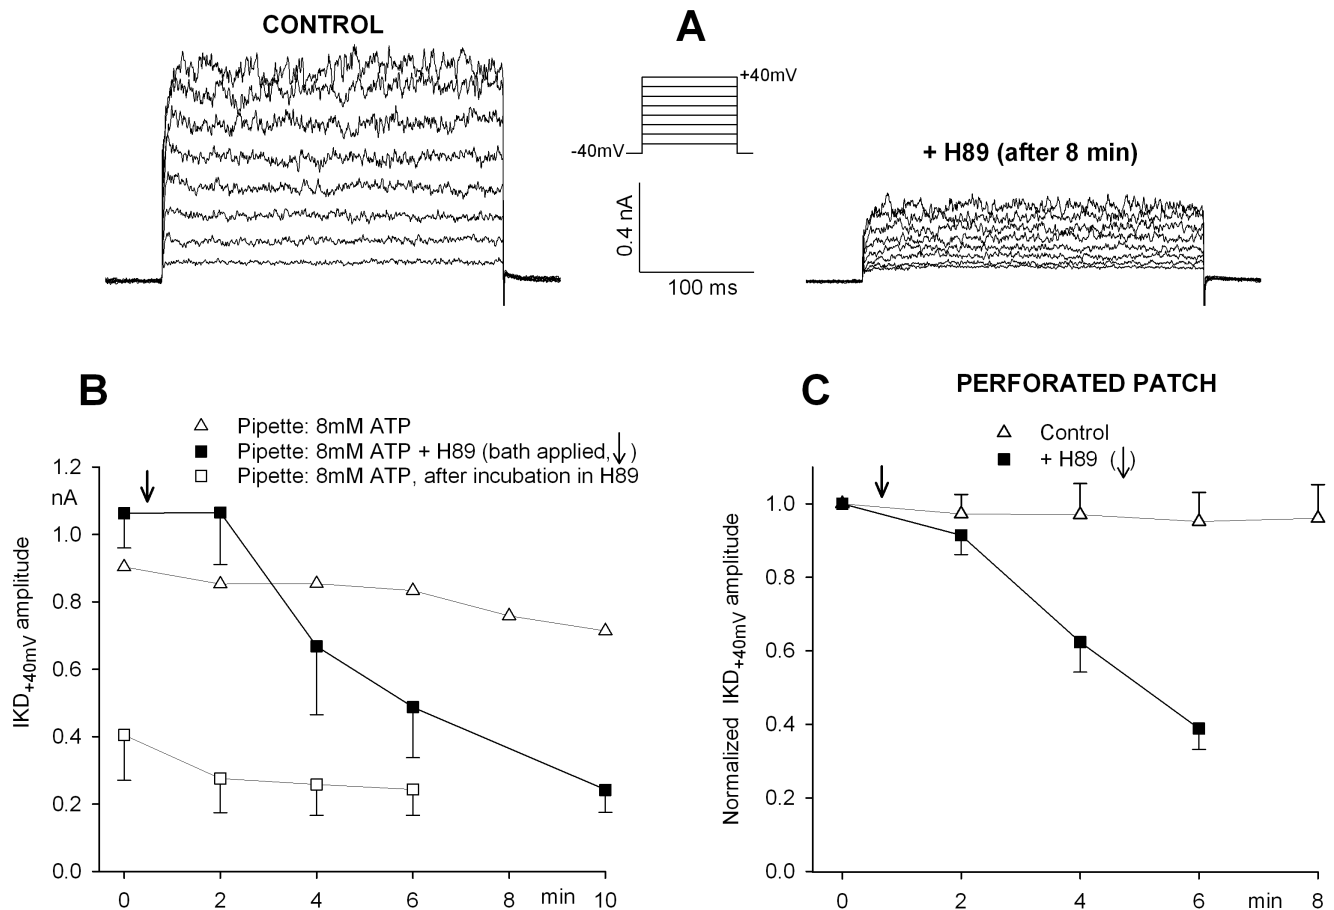 CONTROL
A
+40mV
-40mV
+ H89 (after 8 min)
0.4 nA
100 ms
B
Pipette: 8mM ATP
Pipette: 8mM ATP + H89 (bath applied,↓)
Pipette: 8mM ATP, after incubation in H89
1.2
nA
1.0
0.8
0.6
0.4
0.2
0.0
IKD+40mV amplitude
0 2 4 6 8 min 10
C
PERFORATED PATCH
Control
+ H89 (↓)
1.0
0.8
0.6
0.4
0.2
0.0
Normalized IKD+40mV amplitude
0 2 4 6 min 8